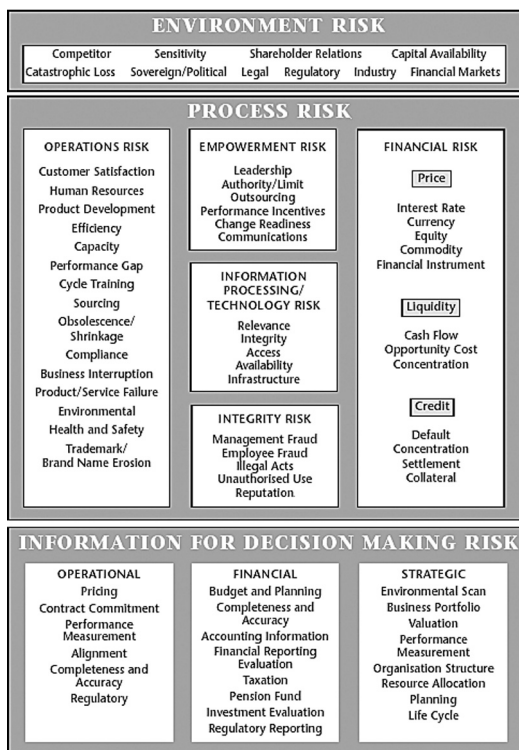 ENVIRONMENT RISK
Competitor Sensitivity Shareholder Relations Capital Availability
Catastrophic Loss Sovereign/Political Legal Regulatory Industry Financial Markets
PROCESS RISK
OPERATIONS RISK
Customer Satisfaction
Human Resources
Product Development
Efficiency
Capacity
Performance Gap
Cycle Training
Sourcing
Obsolescence/
Shrinkage
Compliance
Business Interruption
Product/Service Failure
Environmental
Health and Safety
Trademark/
Brand Name Erosion
EMPOWERMENT RISK
Leadership
Authority/Limit
Outsourcing
Performance Incentives
Change Readiness
Communications
INFORMATION
PROCESSING/
TECHNOLOGY RISK
Relevance
Integrity
Access
Availability
Infrastructure
INTEGRITY RISK
Management Fraud
Employee Fraud
Illegal Acts
Unauthorised Use
Reputation
FINANCIAL RISK
Price
Interest Rate
Currency
Equity
Commodity
Financial Instrument
Liquidity
Cash Flow
Opportunity Cost
Concentration
Credit
Default
Concentration
Settlement
Collateral
INFORMATION FOR DECISION MAKING RISK
OPERATIONAL
Pricing
Contract Commitment
Performance
Measurement
Alignment
Completeness and
Accuracy
Regulatory
FINANCIAL
Budget and Planning
Completeness and
Accuracy
Accounting Information
Financial Reporting
Evaluation
Taxation
Pension Fund
Investment Evaluation
Regulatory Reporting
STRATEGIC
Environmental Scan
Business Portfolio
Valuation
Performance
Measurement
Organisation Structure
Resource Allocation
Planning
Life Cycle